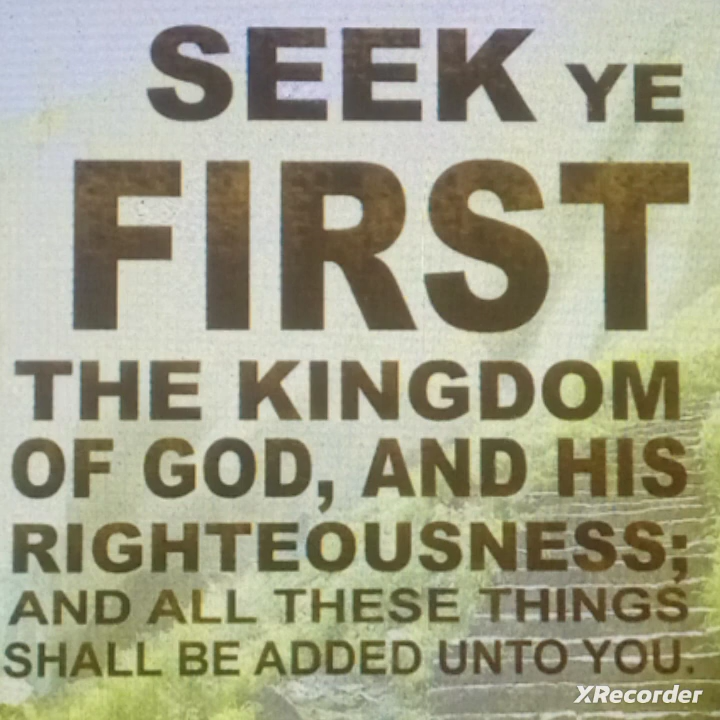 SEEK YE
FIRST
THE KINGDOM
OF GOD, AND HIS
RIGHTEOUSNESS;
AND ALL THESE THINGS
SHALL BE ADDED UNTO YOU.
XRecorder